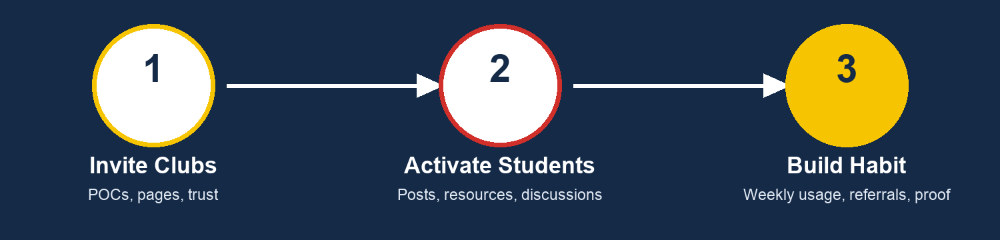 1
2
3
Invite Clubs
Activate Students
Build Habit
POCs, pages, trust
Posts, resources, discussions
Weekly usage, referrals, proof